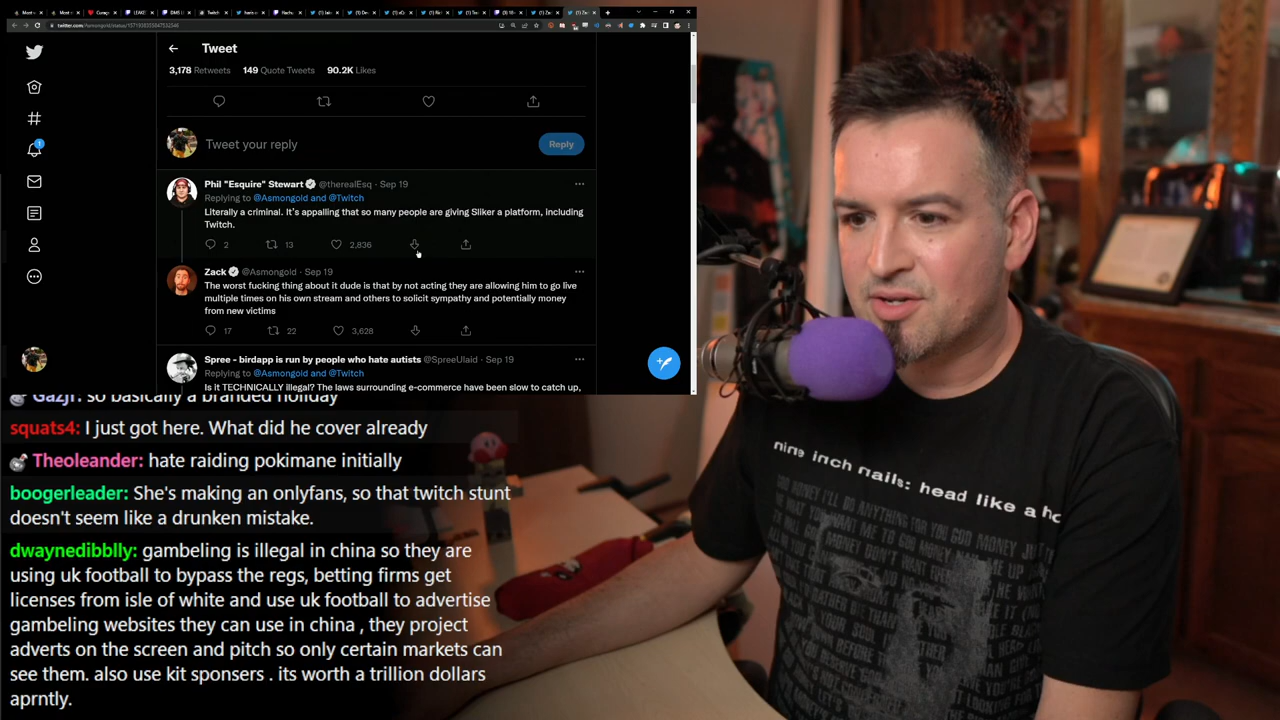 twitter.com/Asmongold/status/1571938355847532546
Tweet
3,178 Retweets 149 Quote Tweets 90.2K Likes
Tweet your reply
Reply
Phil "Esquire" Stewart @therealEsq · Sep 19
Replying to @Asmongold and @Twitch
Literally a criminal. It's appalling that so many people are giving Sliker a platform, including
Twitch.
2 13 2,836
Zack @Asmongold · Sep 19
The worst fucking thing about it dude is that by not acting they are allowing him to go live
multiple times on his own stream and others to solicit sympathy and potentially money
from new victims
17 22 3,628
Spree - birdapp is run by people who hate autists @SpreeUlaid · Sep 19
Replying to @Asmongold and @Twitch
Is it TECHNICALLY illegal? The laws surrounding e-commerce have been slow to catch up,
Gazjr: so basically a branded holiday
squats4: I just got here. What did he cover already
Theoleander: hate raiding pokimane initially
boogerleader: She's making an onlyfans, so that twitch stunt
doesn't seem like a drunken mistake.
dwaynedibblly: gambeling is illegal in china so they are
using uk football to bypass the regs, betting firms get
licenses from isle of white and use uk football to advertise
gambeling websites they can use in china , they project
adverts on the screen and pitch so only certain markets can
see them. also use kit sponsers . its worth a trillion dollars
aprntly.
nine inch nails: head like a ho